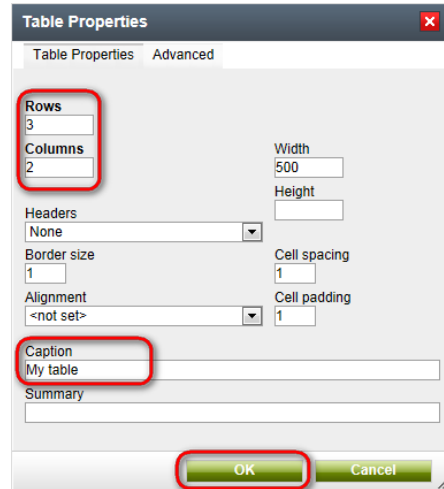 Table Properties
Table Properties Advanced
Rows
3
Columns
2
Width
500
Height
Headers
None
Border size
1
Cell spacing
1
Alignment
<not set>
Cell padding
1
Caption
My table
Summary
OK Cancel